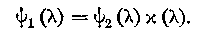 ψ₁ (λ) = ψ₂ (λ) ϰ (λ).